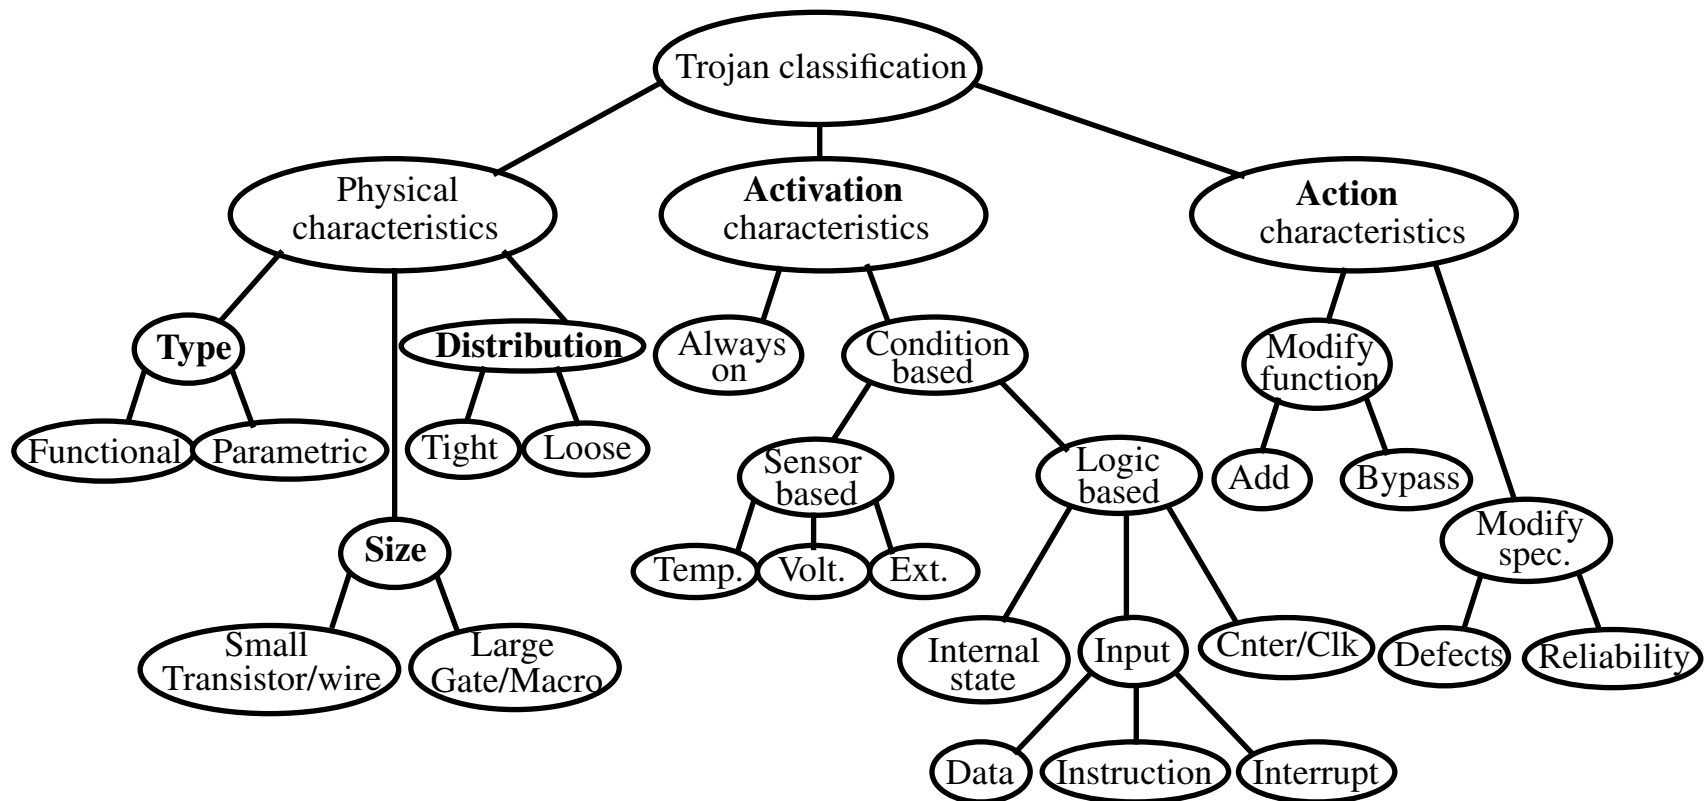 Trojan classification
Physical
characteristics
Activation
characteristics
Action
characteristics
Type
Distribution
Always
on
Condition
based
Modify
function
Functional
Parametric
Tight
Loose
Sensor
based
Logic
based
Add
Bypass
Size
Temp.
Volt.
Ext.
Modify
spec.
Small
Transistor/wire
Large
Gate/Macro
Internal
state
Input
Cnter/Clk
Defects
Reliability
Data
Instruction
Interrupt